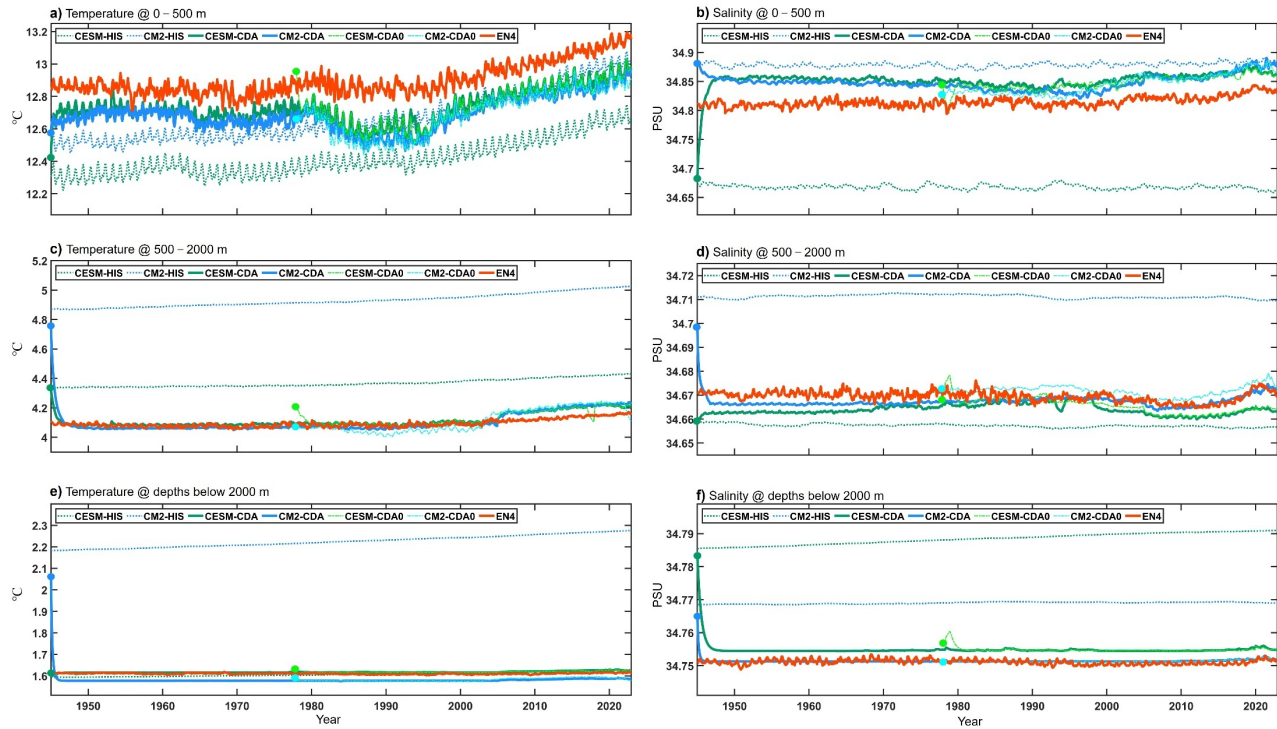 a) Temperature @ 0 – 500 m
CESM-HIS CM2-HIS CESM-CDA CM2-CDA CESM-CDA0 CM2-CDA0 EN4
13.2
13
12.8
12.6
12.4
12.2
°C
b) Salinity @ 0 – 500 m
CESM-HIS CM2-HIS CESM-CDA CM2-CDA CESM-CDA0 CM2-CDA0 EN4
34.9
34.85
34.8
34.75
34.7
34.65
PSU
c) Temperature @ 500 – 2000 m
CESM-HIS CM2-HIS CESM-CDA CM2-CDA CESM-CDA0 CM2-CDA0 EN4
5.2
5
4.8
4.6
4.4
4.2
4
°C
d) Salinity @ 500 – 2000 m
CESM-HIS CM2-HIS CESM-CDA CM2-CDA CESM-CDA0 CM2-CDA0 EN4
34.72
34.71
34.7
34.69
34.68
34.67
34.66
34.65
PSU
e) Temperature @ depths below 2000 m
CESM-HIS CM2-HIS CESM-CDA CM2-CDA CESM-CDA0 CM2-CDA0 EN4
2.3
2.2
2.1
2
1.9
1.8
1.7
1.6
°C
1950 1960 1970 1980 1990 2000 2010 2020
Year
f) Salinity @ depths below 2000 m
CESM-HIS CM2-HIS CESM-CDA CM2-CDA CESM-CDA0 CM2-CDA0 EN4
34.79
34.78
34.77
34.76
34.75
PSU
1950 1960 1970 1980 1990 2000 2010 2020
Year